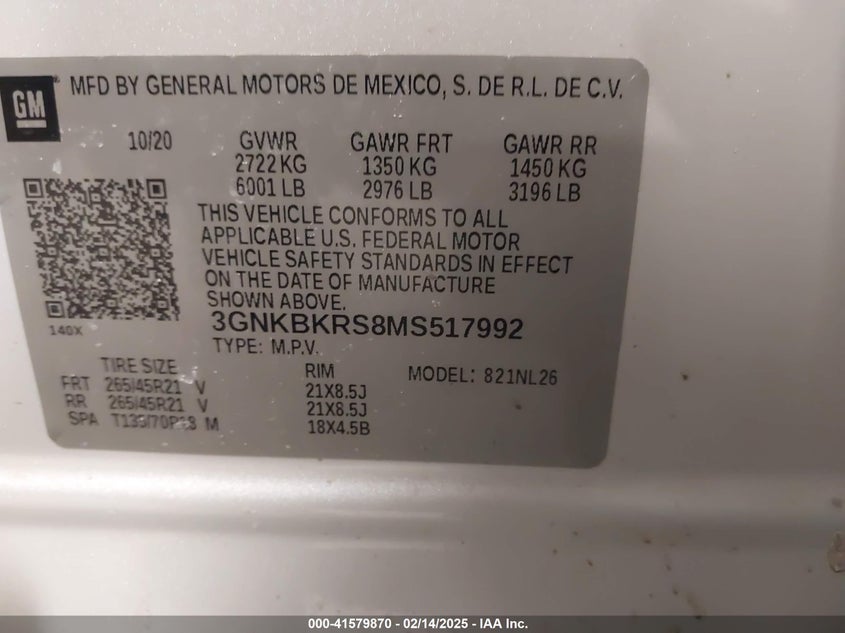 GM
MFD BY GENERAL MOTORS DE MEXICO, S. DE R.L. DE C.V.
10/20 GVWR GAWR FRT GAWR RR
2722 KG 1350 KG 1450 KG
6001 LB 2976 LB 3196 LB
THIS VEHICLE CONFORMS TO ALL
APPLICABLE U.S. FEDERAL MOTOR
VEHICLE SAFETY STANDARDS IN EFFECT
ON THE DATE OF MANUFACTURE
SHOWN ABOVE.
140X
3GNKBKRS8MS517992
TYPE: M.P.V.
TIRE SIZE RIM MODEL: 821NL26
FRT 265/45R21 V 21X8.5J
RR 265/45R21 V 21X8.5J
SPA T135/70R18 M 18X4.5B
000-41579870 - 02/14/2025 - IAA Inc.